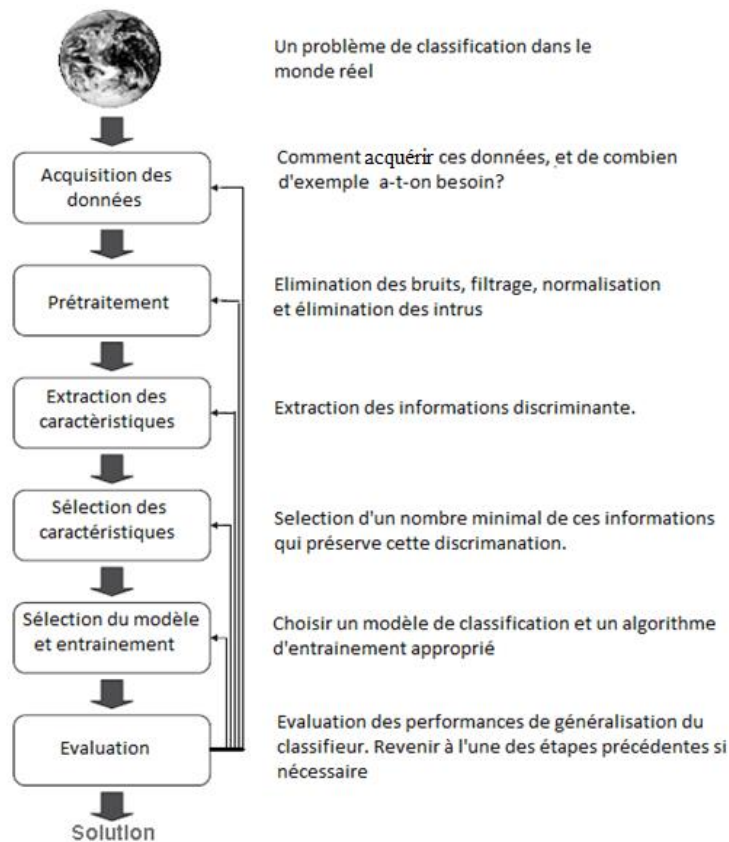 Un problème de classification dans le
monde réel
Acquisition des
données
Comment acquérir ces données, et de combien
d'exemple a-t-on besoin?
Prétraitement
Elimination des bruits, filtrage, normalisation
et élimination des intrus
Extraction des
caractèristiques
Extraction des informations discriminante.
Sélection des
caractéristiques
Selection d'un nombre minimal de ces informations
qui préserve cette discrimanation.
Sélection du modèle
et entrainement
Choisir un modèle de classification et un algorithme
d'entrainement approprié
Evaluation
Evaluation des performances de généralisation du
classifieur. Revenir à l'une des étapes précédentes si
nécessaire
Solution